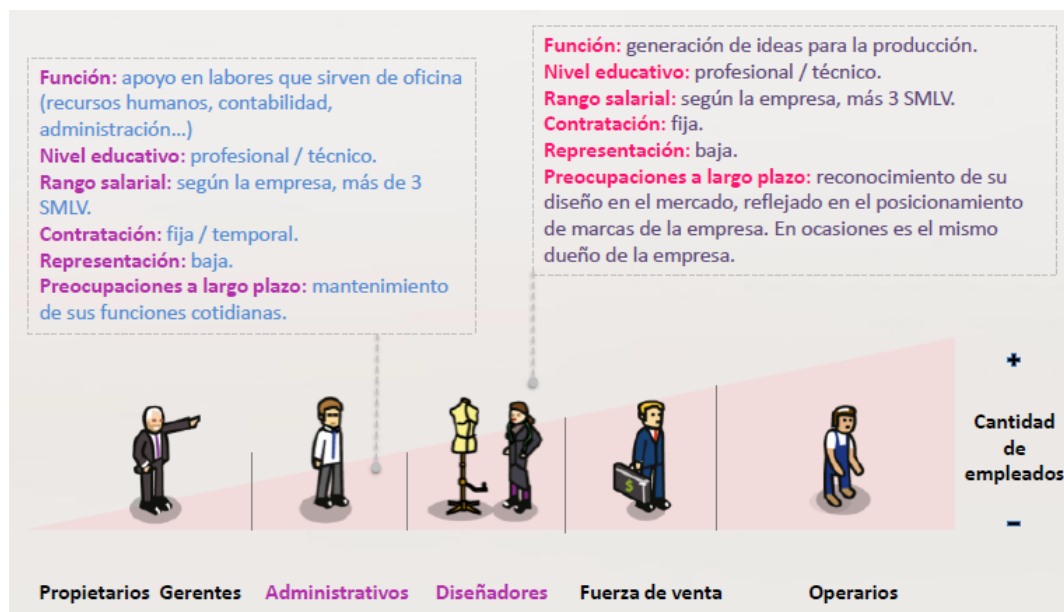 Función: apoyo en labores que sirven de oficina
(recursos humanos, contabilidad,
administración...)
Nivel educativo: profesional / técnico.
Rango salarial: según la empresa, más de 3
SMLV.
Contratación: fija / temporal.
Representación: baja.
Preocupaciones a largo plazo: mantenimiento
de sus funciones cotidianas.
Función: generación de ideas para la producción.
Nivel educativo: profesional / técnico.
Rango salarial: según la empresa, más 3 SMLV.
Contratación: fija.
Representación: baja.
Preocupaciones a largo plazo: reconocimiento de su
diseño en el mercado, reflejado en el posicionamiento
de marcas de la empresa. En ocasiones es el mismo
dueño de la empresa.
+
Cantidad
de
empleados
–
$
Propietarios Gerentes Administrativos Diseñadores Fuerza de venta Operarios